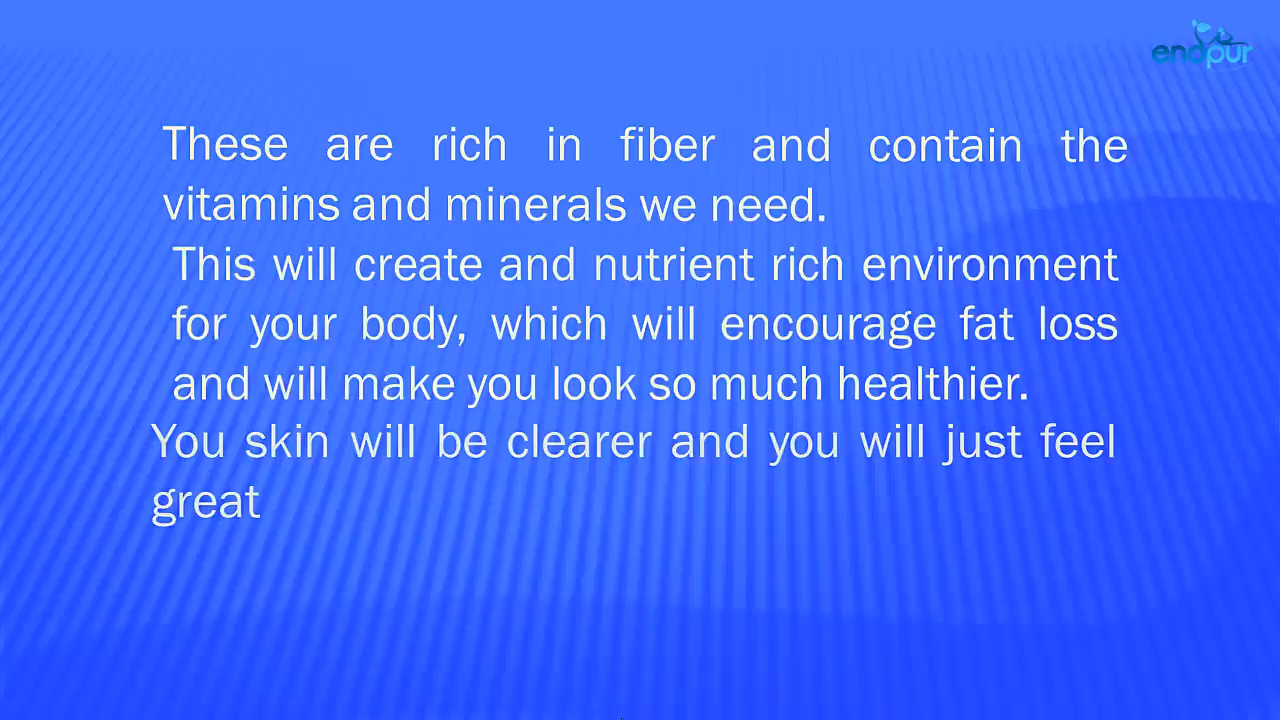 endpur
These are rich in fiber and contain the
vitamins and minerals we need.
This will create and nutrient rich environment
for your body, which will encourage fat loss
and will make you look so much healthier.
You skin will be clearer and you will just feel
great